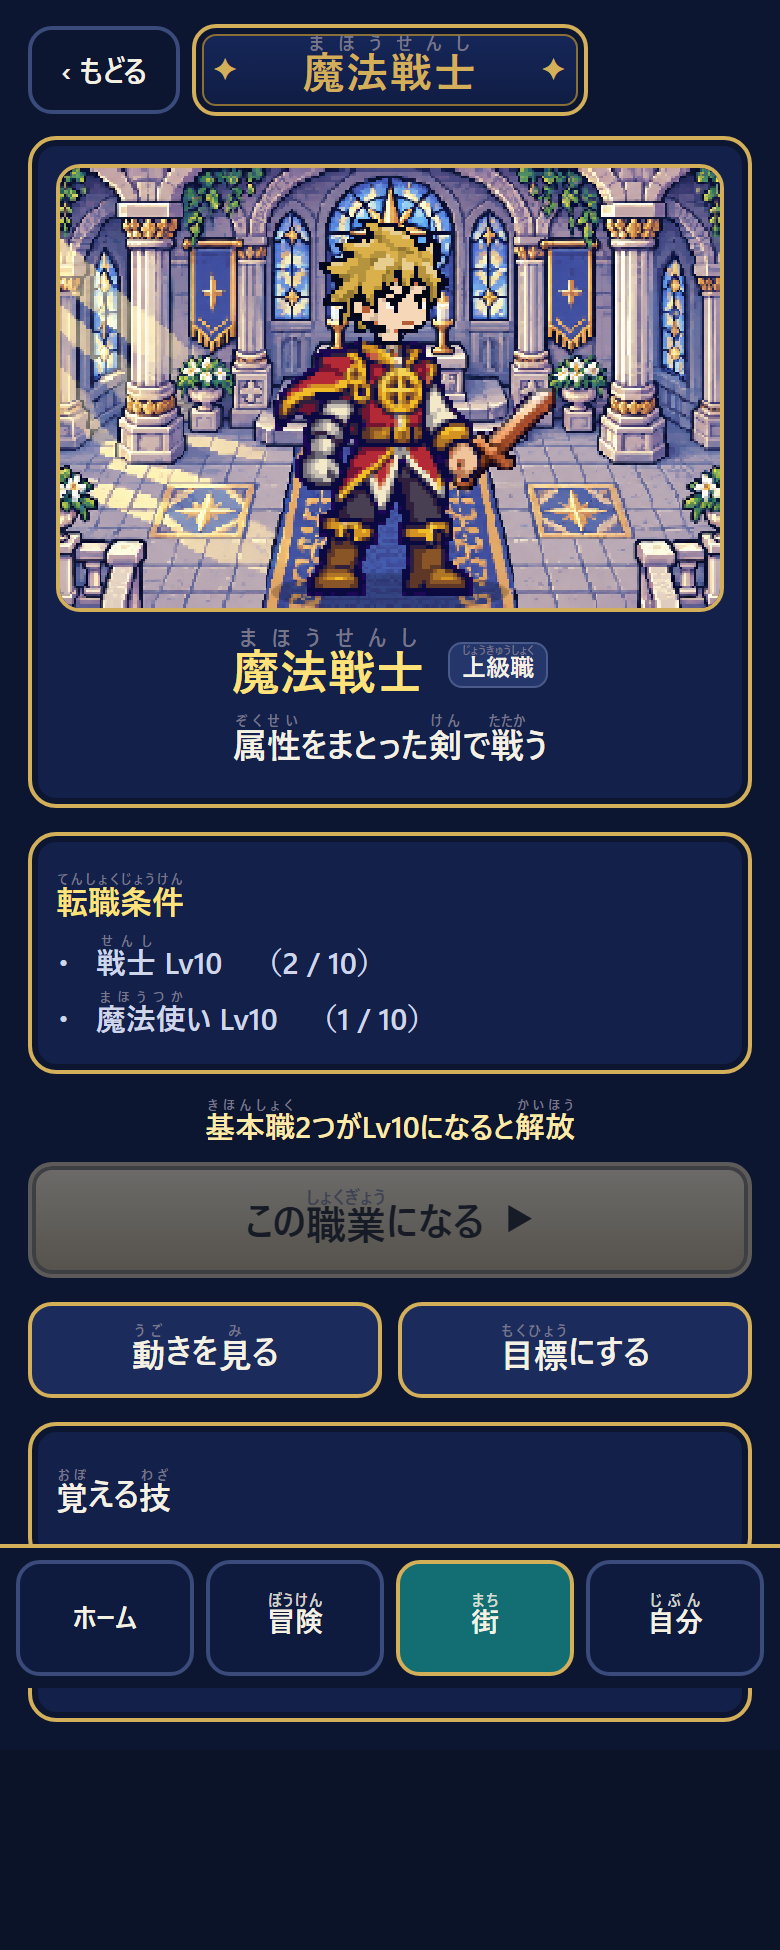 ‹ もどる
まほうせんし
✦ 魔法戦士 ✦
まほうせんし
魔法戦士
じょうきゅうしょく
上級職
ぞくせい けん たたか
属性をまとった剣で戦う
てんしょくじょうけん
転職条件
せんし
・ 戦士 Lv10 （2 / 10）
まほうつか
・ 魔法使い Lv10 （1 / 10）
きほんしょく かいほう
基本職2つがLv10になると解放
しょくぎょう
この職業になる ▶
うご み
動きを見る
もくひょう
目標にする
おぼ わざ
覚える技
ホーム
ぼうけん
冒険
まち
街
じぶん
自分